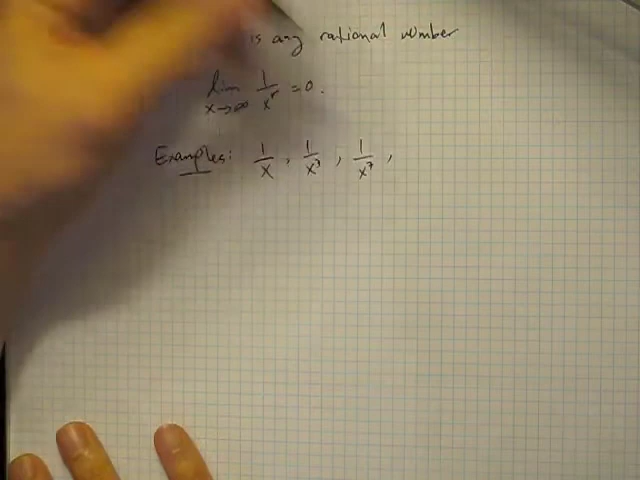 is any rational number
lim x→∞ 1/x^r = 0.
Examples: 1/x , 1/x^3 , 1/x^7 ,